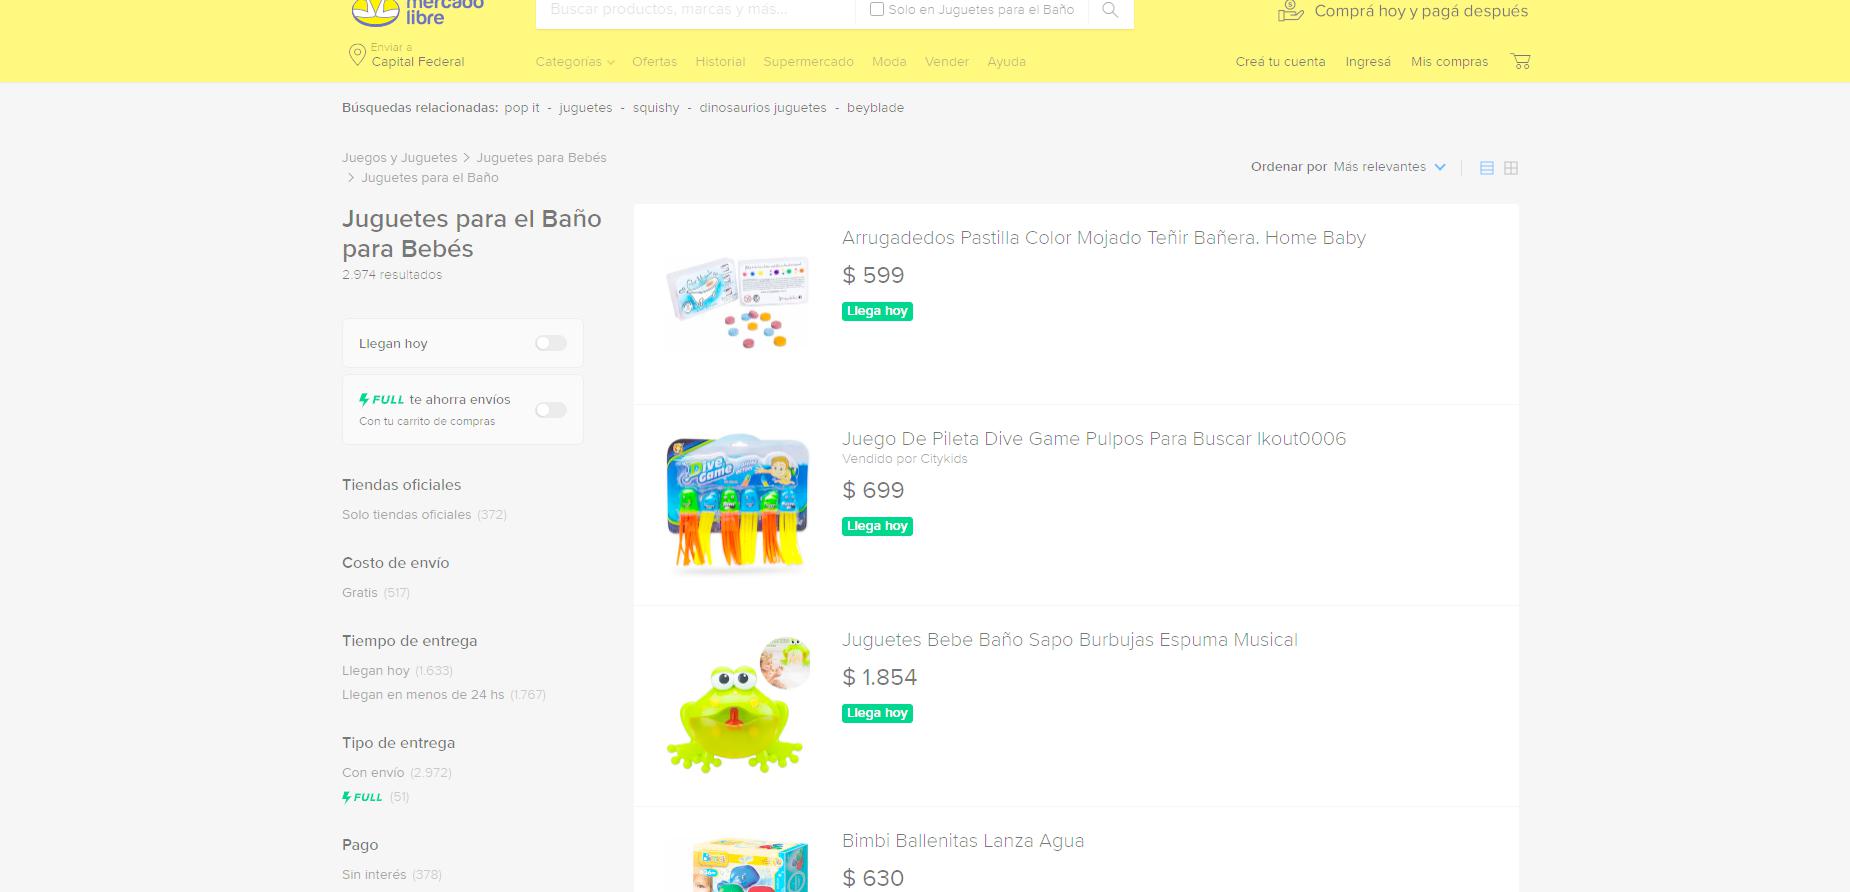 mercado
libre
Buscar productos, marcas y más...
Solo en Juguetes para el Baño
Comprá hoy y pagá después
Enviar a
Capital Federal
Categorías
Ofertas
Historial
Supermercado
Moda
Vender
Ayuda
Creá tu cuenta
Ingresá
Mis compras
Búsquedas relacionadas: pop it - juguetes - squishy - dinosaurios juguetes - beyblade
Juegos y Juguetes > Juguetes para Bebés
> Juguetes para el Baño
Ordenar por Más relevantes
Juguetes para el Baño
para Bebés
2.974 resultados
Llegan hoy
FULL te ahorra envíos
Con tu carrito de compras
Tiendas oficiales
Solo tiendas oficiales (372)
Costo de envío
Gratis (517)
Tiempo de entrega
Llegan hoy (1.633)
Llegan en menos de 24 hs (1.767)
Tipo de entrega
Con envío (2.972)
FULL (51)
Pago
Sin interés (378)
Arrugadedos Pastilla Color Mojado Teñir Bañera. Home Baby
$ 599
Llega hoy
Dive
Game
Juego De Pileta Dive Game Pulpos Para Buscar Ikout0006
Vendido por Citykids
$ 699
Llega hoy
Juguetes Bebe Baño Sapo Burbujas Espuma Musical
$ 1.854
Llega hoy
Bimbi Ballenitas Lanza Agua
$ 630